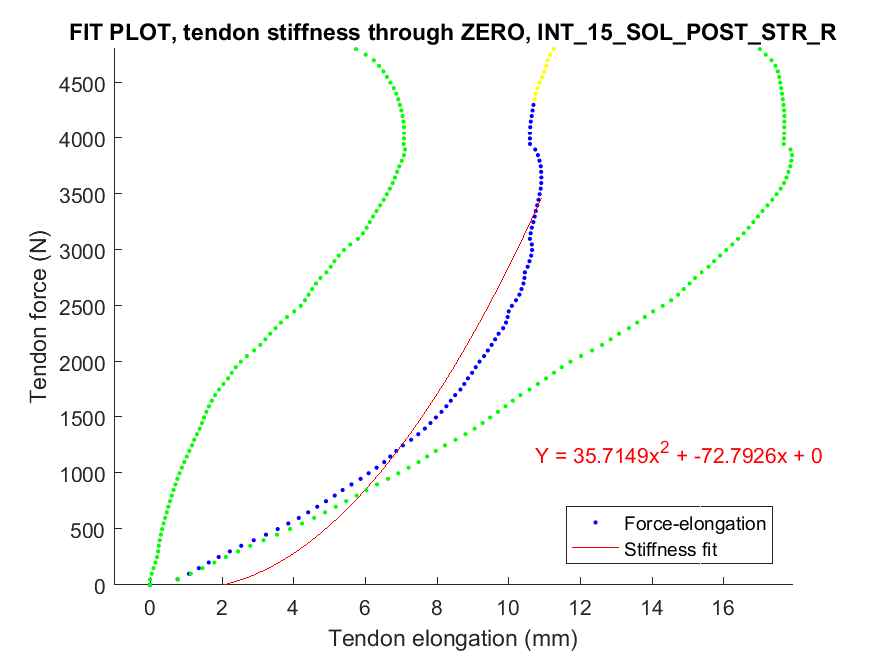 FIT PLOT, tendon stiffness through ZERO, INT_15_SOL_POST_STR_R
Tendon force (N)
4500
4000
3500
3000
2500
2000
1500
1000
500
0
Y = 35.7149x² + -72.7926x + 0
Force-elongation
Stiffness fit
0 2 4 6 8 10 12 14 16
Tendon elongation (mm)